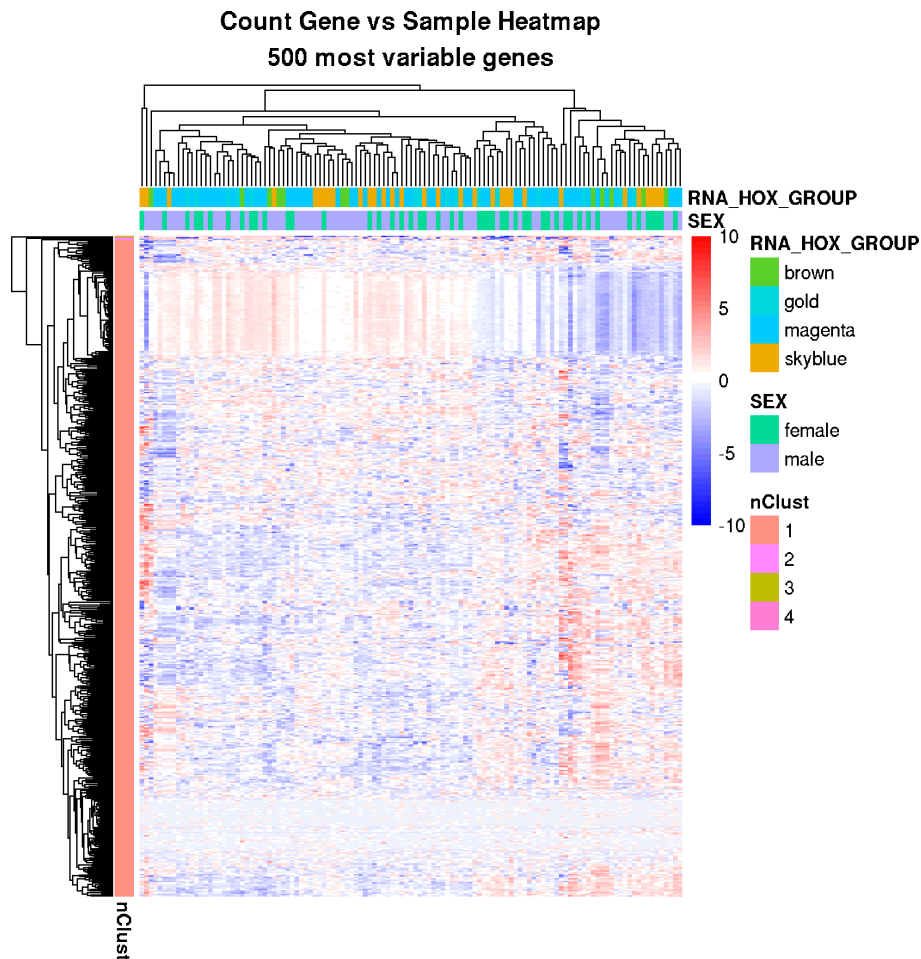 Count Gene vs Sample Heatmap
500 most variable genes
RNA_HOX_GROUP
SEX
10
5
0
-5
-10
RNA_HOX_GROUP
brown
gold
magenta
skyblue
SEX
female
male
nClust
1
2
3
4
nClust